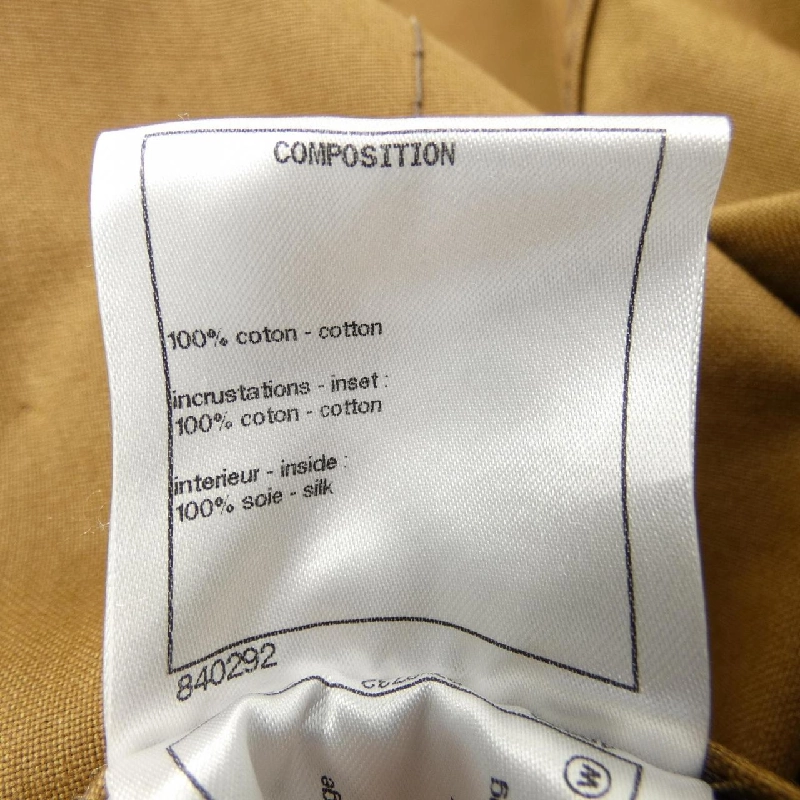 COMPOSITION
100% coton - cotton
incrustations - inset :
100% coton - cotton
interieur - inside :
100% soie - silk
840292
M